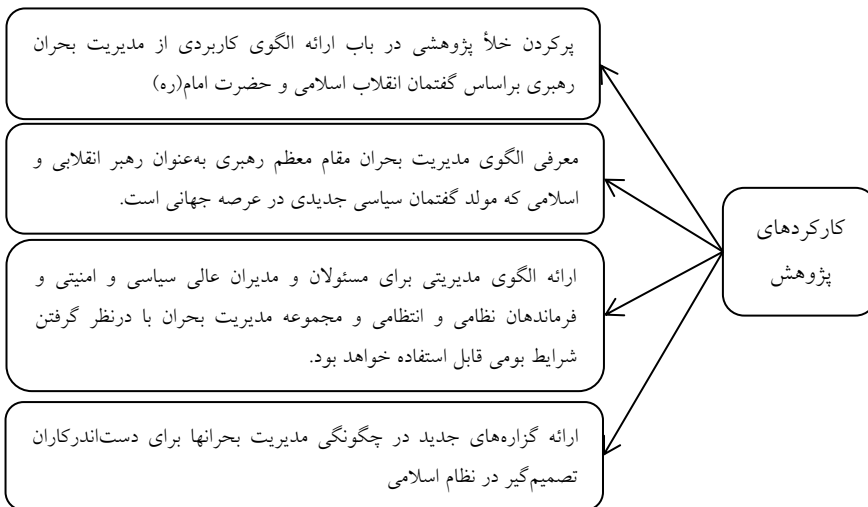 کارکردهای
پژوهش
پرکردن خلأ پژوهشی در باب ارائه الگوی کاربردی از مدیریت بحران
رهبری براساس گفتمان انقلاب اسلامی و حضرت امام(ره)
معرفی الگوی مدیریت بحران مقام معظم رهبری به‌عنوان رهبر انقلابی و
اسلامی که مولد گفتمان سیاسی جدیدی در عرصه جهانی است.
ارائه الگوی مدیریتی برای مسئولان و مدیران عالی سیاسی و امنیتی و
فرماندهان نظامی و انتظامی و مجموعه مدیریت بحران با درنظر گرفتن
شرایط بومی قابل استفاده خواهد بود.
ارائه گزاره‌های جدید در چگونگی مدیریت بحرانها برای دست‌اندرکاران
تصمیم‌گیر در نظام اسلامی